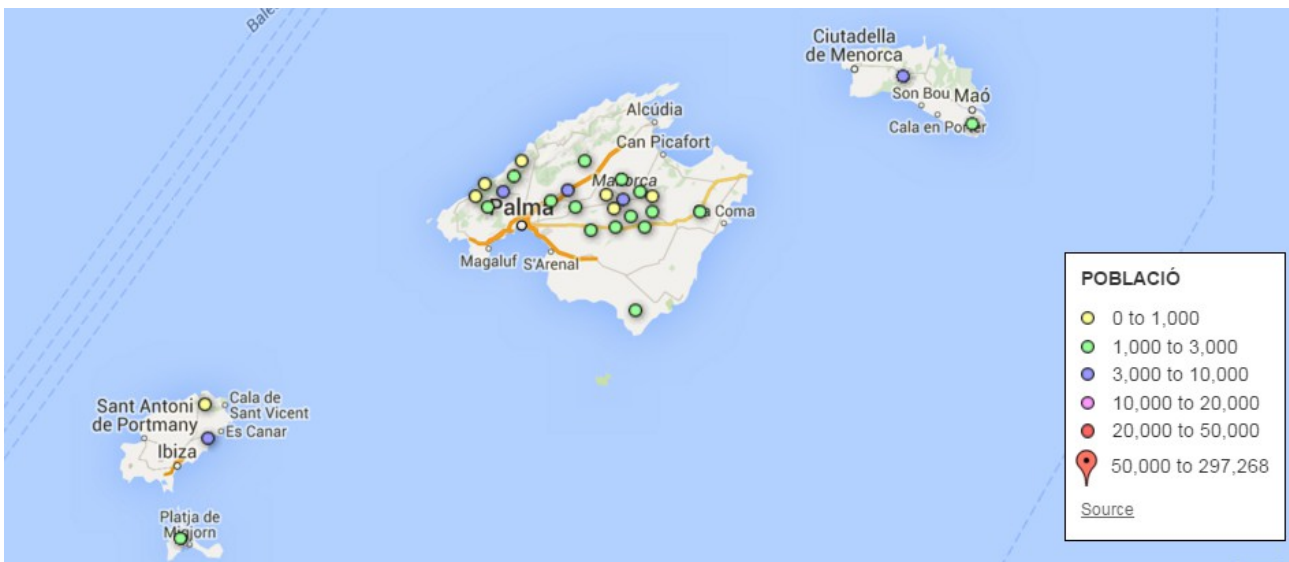 Bale
Ciutadella
de Menorca
Son Bou
Maó
Cala en Porter
Alcúdia
Can Picafort
Mallorca
Palma
Coma
Magaluf
S'Arenal
POBLACIÓ
0 to 1,000
1,000 to 3,000
3,000 to 10,000
10,000 to 20,000
20,000 to 50,000
50,000 to 297,268
Source
Sant Antoni
de Portmany
Cala de
Sant Vicent
Es Canar
Ibiza
Platja de
Migjorn